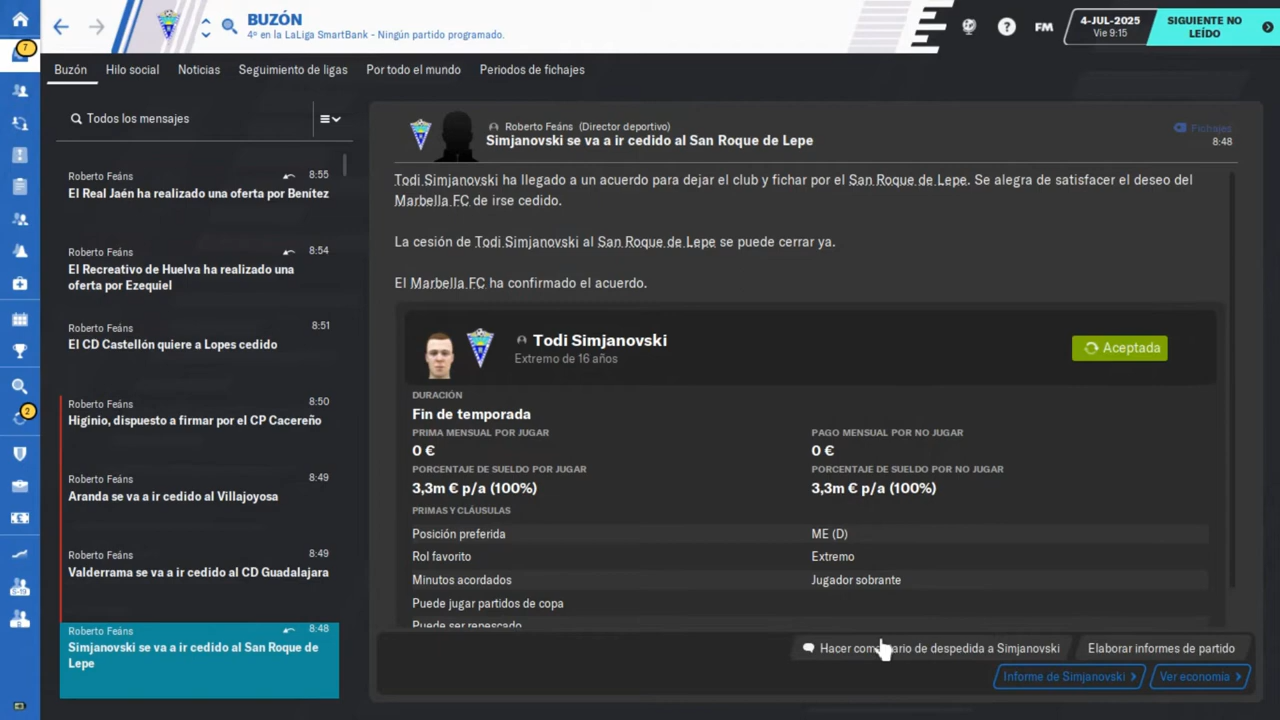 BUZÓN
4º en la LaLiga SmartBank - Ningún partido programado.
FM
4-JUL-2025
Vie 9:15
SIGUIENTE NO
LEÍDO
7
Buzón
Hilo social
Noticias
Seguimiento de ligas
Por todo el mundo
Periodos de fichajes
Todos los mensajes
Roberto Feáns
8:55
El Real Jaén ha realizado una oferta por Benítez
Roberto Feáns
8:54
El Recreativo de Huelva ha realizado una
oferta por Ezequiel
Roberto Feáns
8:51
El CD Castellón quiere a Lopes cedido
2
Roberto Feáns
8:50
Higinio, dispuesto a firmar por el CP Cacereño
Roberto Feáns
8:49
Aranda se va a ir cedido al Villajoyosa
Roberto Feáns
8:49
Valderrama se va a ir cedido al CD Guadalajara
Roberto Feáns
8:48
Simjanovski se va a ir cedido al San Roque de
Lepe
Roberto Feáns (Director deportivo)
Simjanovski se va a ir cedido al San Roque de Lepe
Fichajes
8:48
Todi Simjanovski ha llegado a un acuerdo para dejar el club y fichar por el San Roque de Lepe. Se alegra de satisfacer el deseo del
Marbella FC de irse cedido.
La cesión de Todi Simjanovski al San Roque de Lepe se puede cerrar ya.
El Marbella FC ha confirmado el acuerdo.
Todi Simjanovski
Extremo de 16 años
Aceptada
DURACIÓN
Fin de temporada
PRIMA MENSUAL POR JUGAR
PAGO MENSUAL POR NO JUGAR
0 €
0 €
PORCENTAJE DE SUELDO POR JUGAR
PORCENTAJE DE SUELDO POR NO JUGAR
3,3m € p/a (100%)
3,3m € p/a (100%)
PRIMAS Y CLÁUSULAS
Posición preferida
ME (D)
Rol favorito
Extremo
Minutos acordados
Jugador sobrante
Puede jugar partidos de copa
Puede ser repescado
Hacer comentario de despedida a Simjanovski
Elaborar informes de partido
Informe de Simjanovski
Ver economía